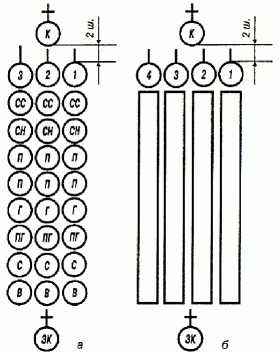 К
К
2 ш.
2 ш.
3 2 1
4 3 2 1
СС СС СС
СН СН СН
П П П
П П П
Г Г Г
ПГ ПГ ПГ
С С С
В В В
ЗК а
ЗК б